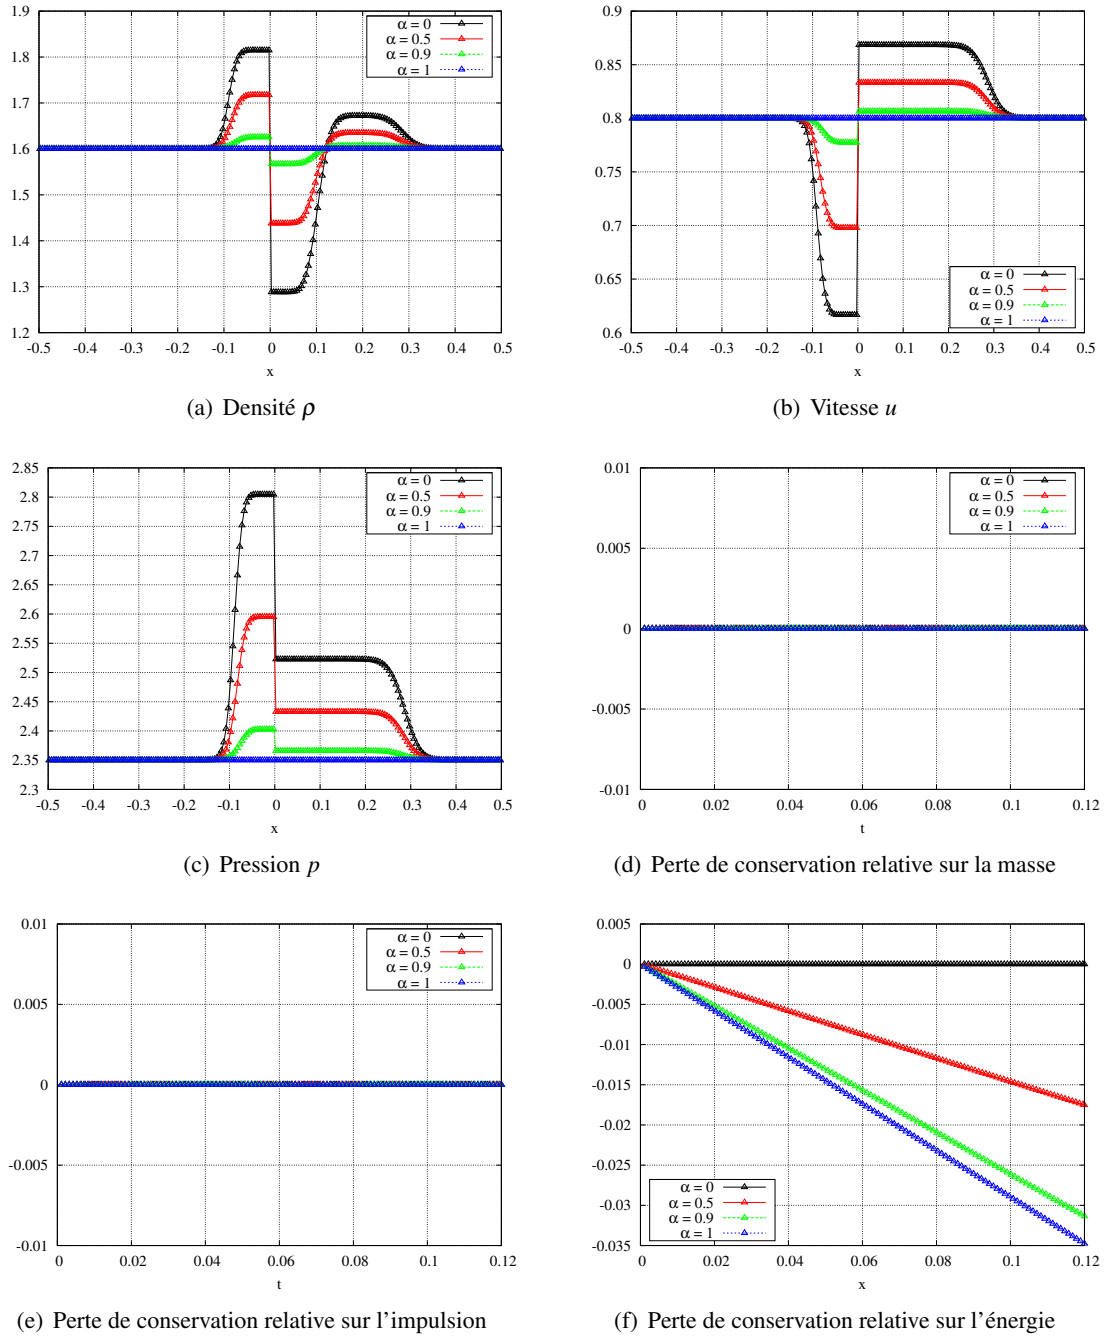 1.9
1.8
1.7
1.6
1.5
1.4
1.3
1.2
-0.5 -0.4 -0.3 -0.2 -0.1 0 0.1 0.2 0.3 0.4 0.5
x
α = 0
α = 0.5
α = 0.9
α = 1
(a) Densité ρ
0.9
0.85
0.8
0.75
0.7
0.65
0.6
-0.5 -0.4 -0.3 -0.2 -0.1 0 0.1 0.2 0.3 0.4 0.5
x
α = 0
α = 0.5
α = 0.9
α = 1
(b) Vitesse u
2.85
2.8
2.75
2.7
2.65
2.6
2.55
2.5
2.45
2.4
2.35
2.3
-0.5 -0.4 -0.3 -0.2 -0.1 0 0.1 0.2 0.3 0.4 0.5
x
α = 0
α = 0.5
α = 0.9
α = 1
(c) Pression p
0.01
0.005
0
-0.005
-0.01
0 0.02 0.04 0.06 0.08 0.1 0.12
t
α = 0
α = 0.5
α = 0.9
α = 1
(d) Perte de conservation relative sur la masse
0.01
0.005
0
-0.005
-0.01
0 0.02 0.04 0.06 0.08 0.1 0.12
t
α = 0
α = 0.5
α = 0.9
α = 1
(e) Perte de conservation relative sur l'impulsion
0.005
0
-0.005
-0.01
-0.015
-0.02
-0.025
-0.03
-0.035
0 0.02 0.04 0.06 0.08 0.1 0.12
x
α = 0
α = 0.5
α = 0.9
α = 1
(f) Perte de conservation relative sur l'énergie